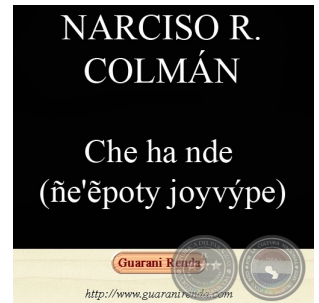 NARCISO R.
COLMÁN
Che ha nde
(ñe'ẽpoty joyvýpe)
Guarani Renda
http://www.guaranirenda.com